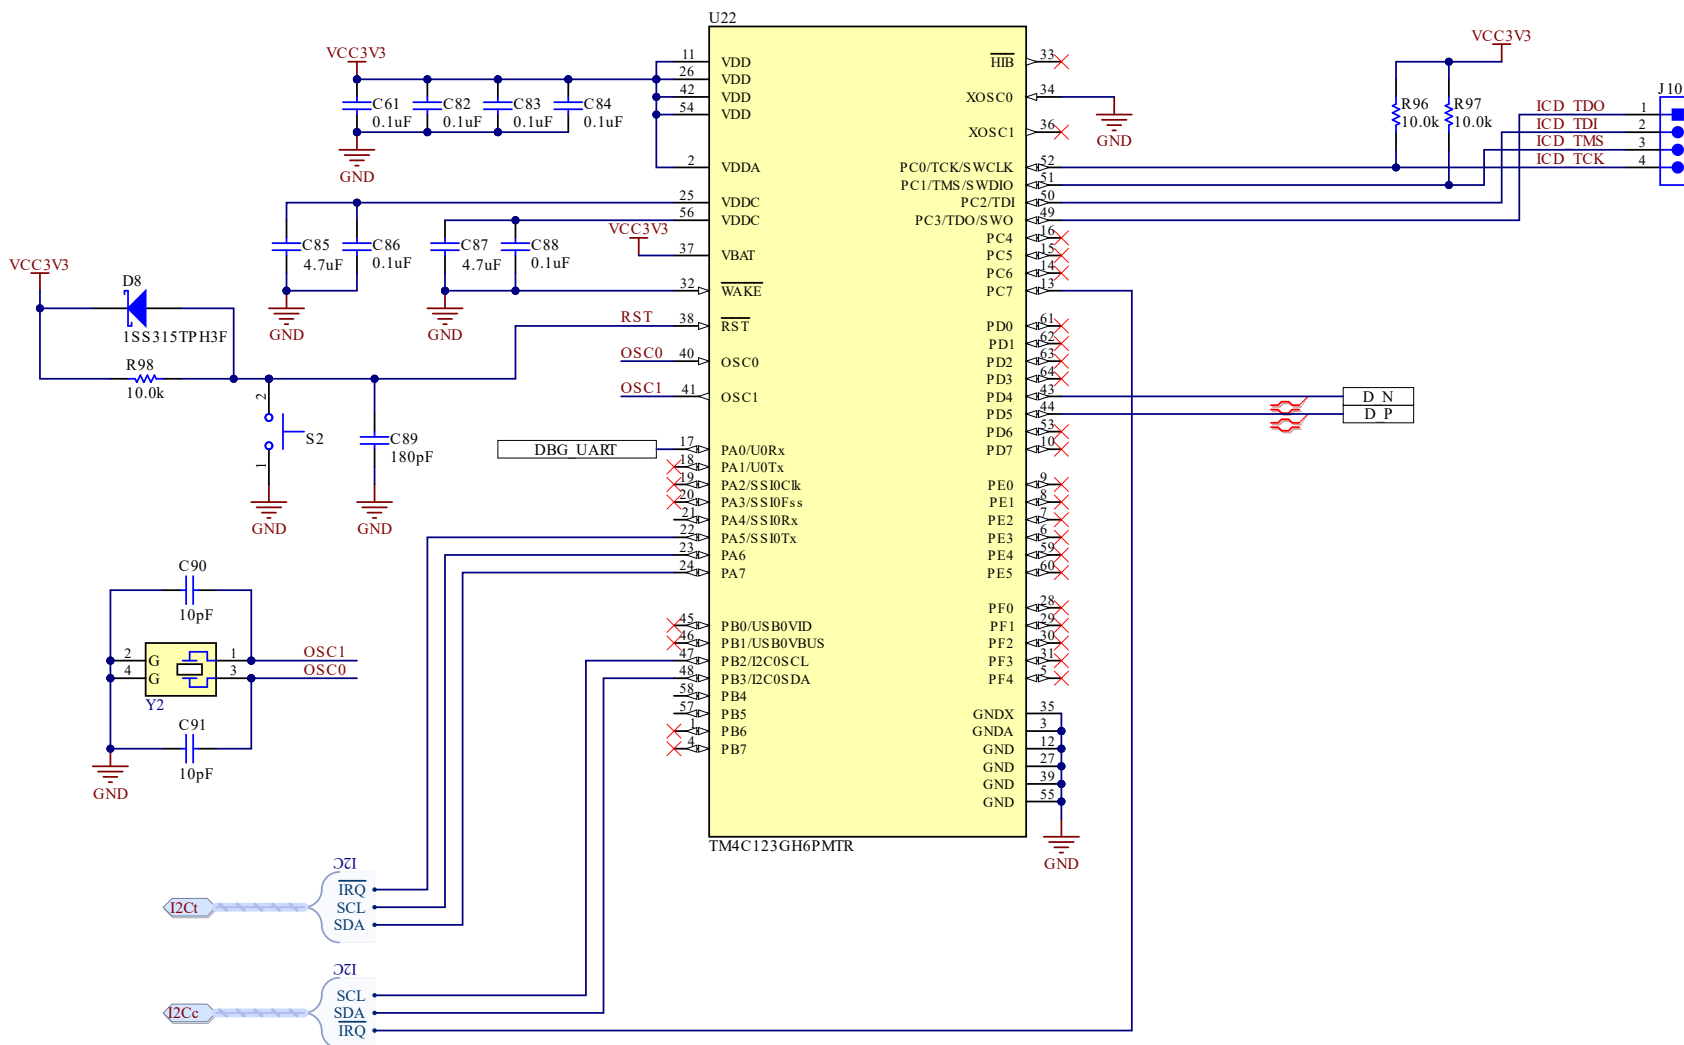 U22
TM4C123GH6PMTR
VCC3V3
C61
0.1uF
C82
0.1uF
C83
0.1uF
C84
0.1uF
GND
C85
4.7uF
C86
0.1uF
GND
C87
4.7uF
C88
0.1uF
GND
VCC3V3
VCC3V3
D8
1SS315TPH3F
R98
10.0k
2
1
S2
GND
C89
180pF
GND
RST
OSC0
OSC1
DBG_UART
11 VDD
26 VDD
42 VDD
54 VDD
2 VDDA
25 VDDC
56 VDDC
37 VBAT
32 WAKE
38 RST
40 OSC0
41 OSC1
17 PA0/U0Rx
18 PA1/U0Tx
19 PA2/SSI0Clk
20 PA3/SSI0Fss
21 PA4/SSI0Rx
22 PA5/SSI0Tx
23 PA6
24 PA7
45 PB0/USB0VID
46 PB1/USB0VBUS
47 PB2/I2C0SCL
48 PB3/I2C0SDA
58 PB4
57 PB5
1 PB6
4 PB7
HIB 33
XOSC0 34
XOSC1 36
PC0/TCK/SWCLK 52
PC1/TMS/SWDIO 51
PC2/TDI 50
PC3/TDO/SWO 49
PC4 16
PC5 15
PC6 14
PC7 13
PD0 61
PD1 62
PD2 63
PD3 64
PD4 43
PD5 44
PD6 53
PD7 10
PE0 9
PE1 8
PE2 7
PE3 6
PE4 59
PE5 60
PF0 28
PF1 29
PF2 30
PF3 31
PF4 5
GNDX 35
GNDA 3
GND 12
GND 27
GND 39
GND 55
GND
GND
VCC3V3
R96
10.0k
R97
10.0k
J10
ICD_TDO 1
ICD_TDI 2
ICD_TMS 3
ICD_TCK 4
D_N
D_P
C90
10pF
2 G 1 OSC1
4 G 3 OSC0
Y2
C91
10pF
GND
I2C
I2Ct
IRQ
SCL
SDA
I2C
I2Cc
SCL
SDA
IRQ